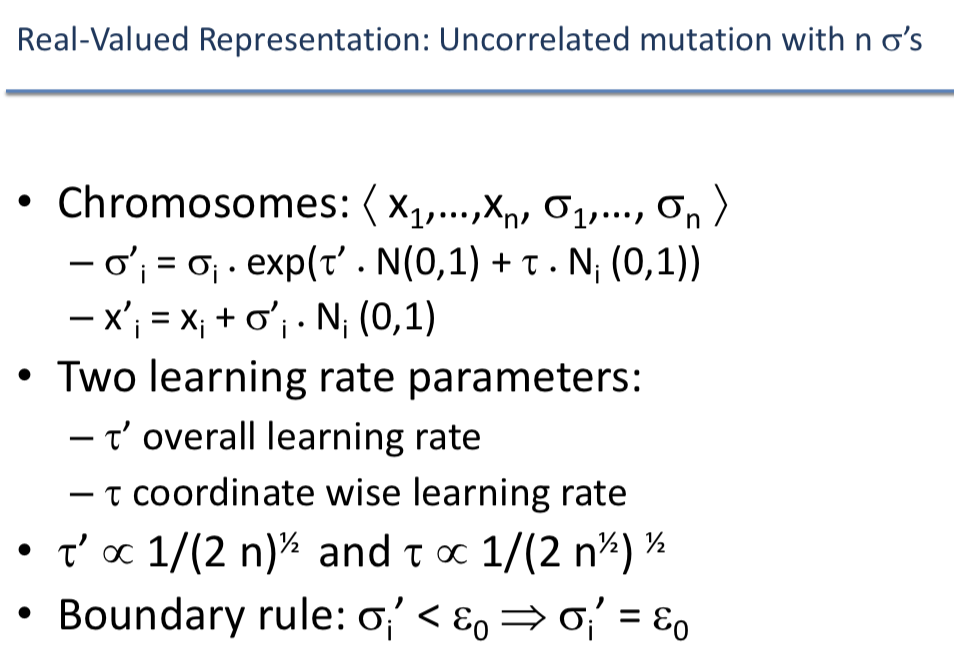 Real-Valued Representation: Uncorrelated mutation with n σ’s
• Chromosomes: ⟨ x₁,...,xₙ, σ₁,..., σₙ ⟩
– σ’ᵢ = σᵢ • exp(τ’ • N(0,1) + τ • Nᵢ (0,1))
– x’ᵢ = xᵢ + σ’ᵢ • Nᵢ (0,1)
• Two learning rate parameters:
– τ’ overall learning rate
– τ coordinate wise learning rate
• τ’ ∝ 1/(2 n)^½ and τ ∝ 1/(2 n^½) ^½
• Boundary rule: σᵢ’ < ε₀ ⇒ σᵢ’ = ε₀